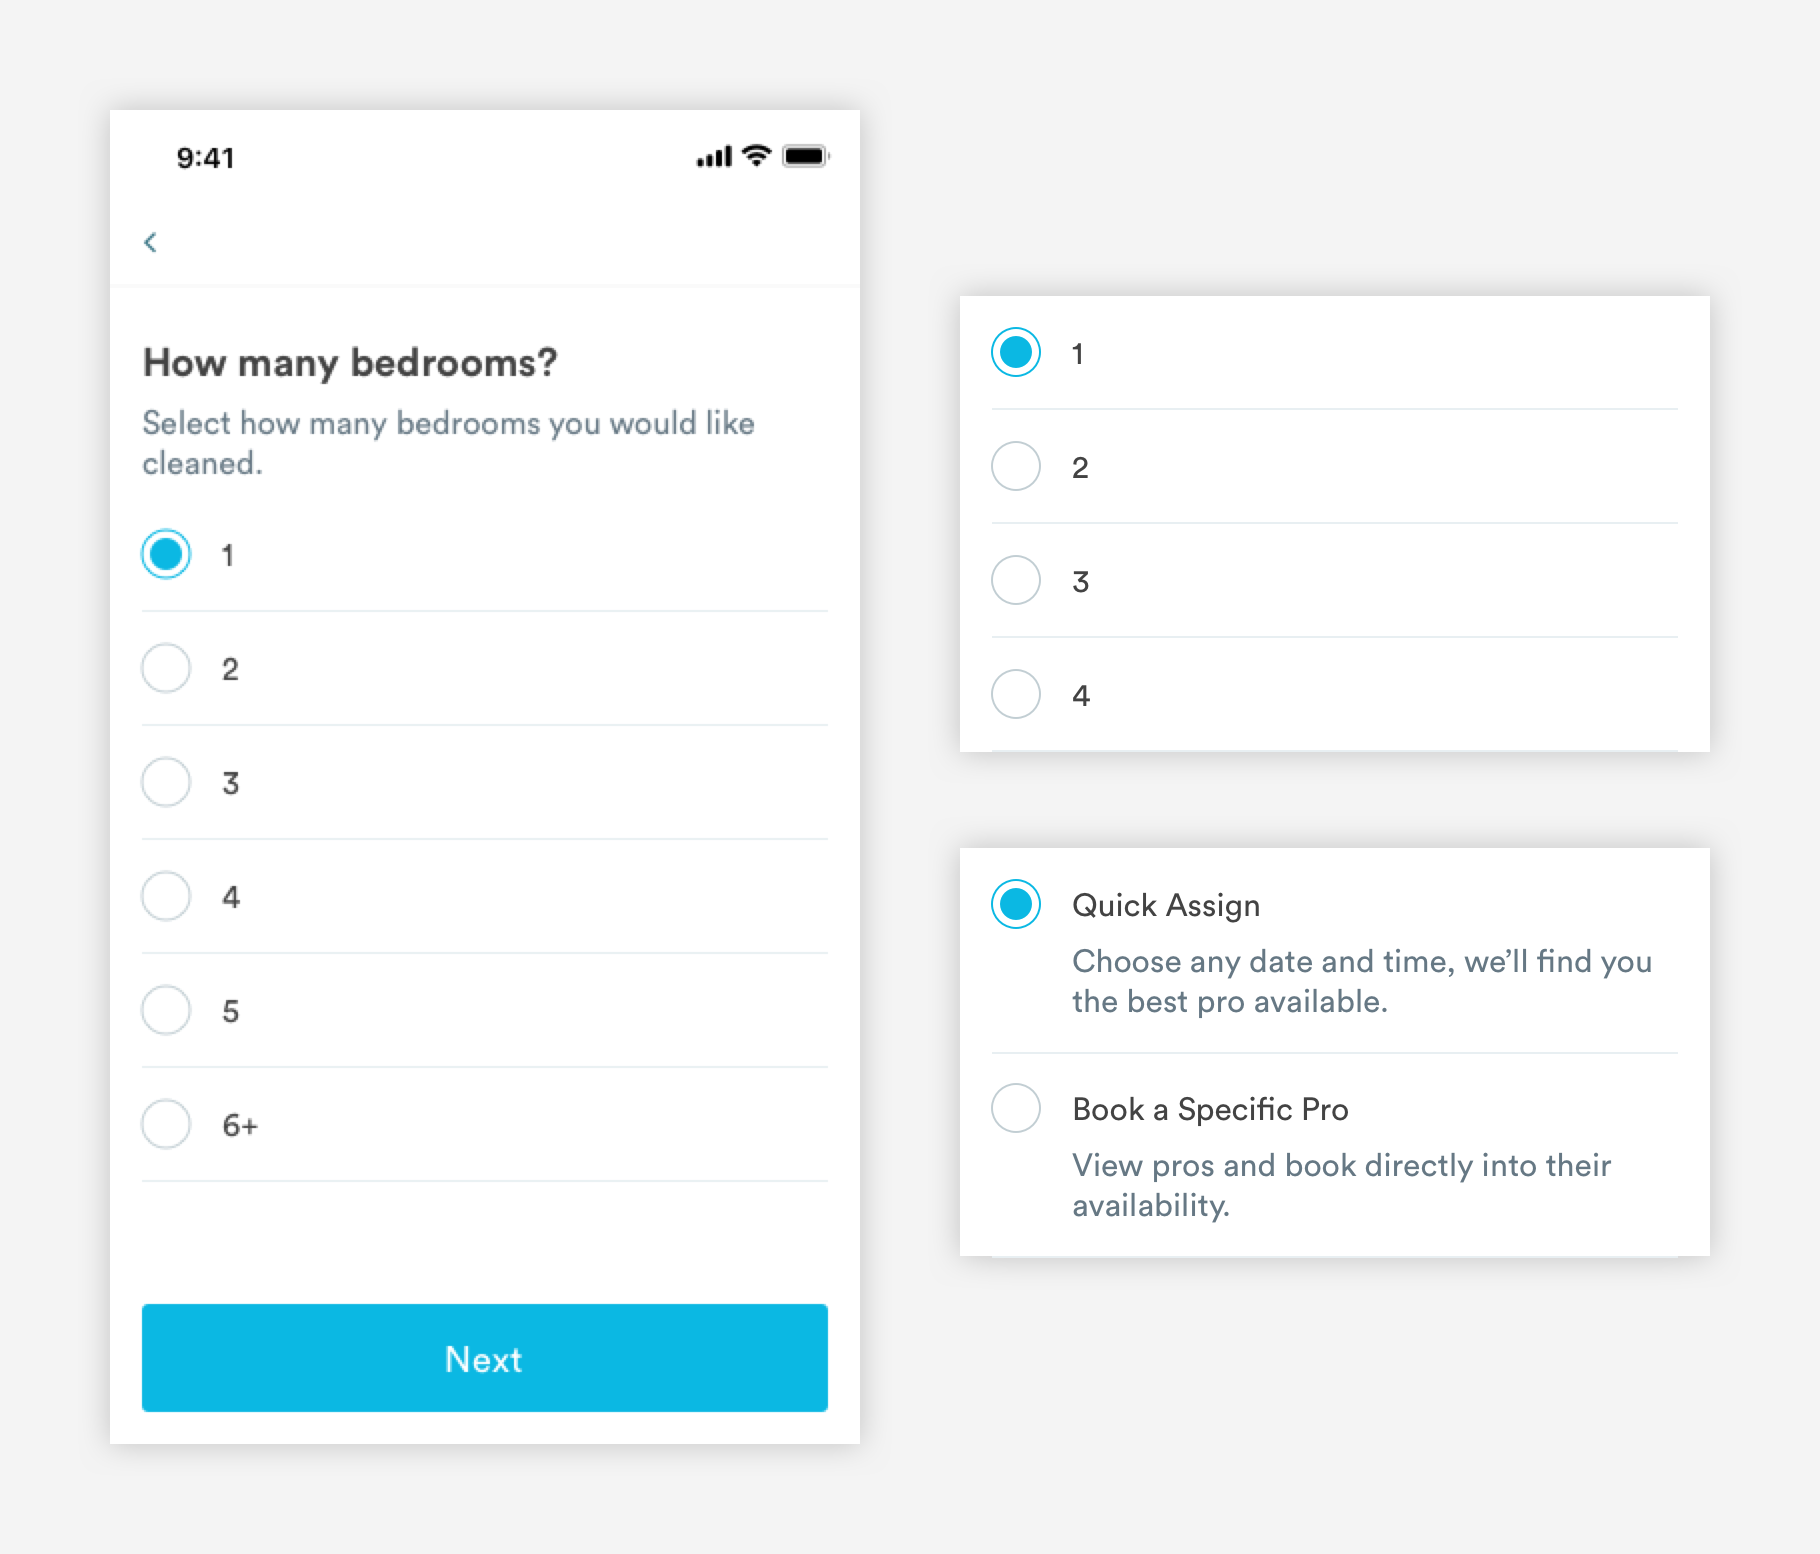 9:41
How many bedrooms?
Select how many bedrooms you would like
cleaned.
1
2
3
4
5
6+
Next
1
2
3
4
Quick Assign
Choose any date and time, we’ll find you
the best pro available.
Book a Specific Pro
View pros and book directly into their
availability.